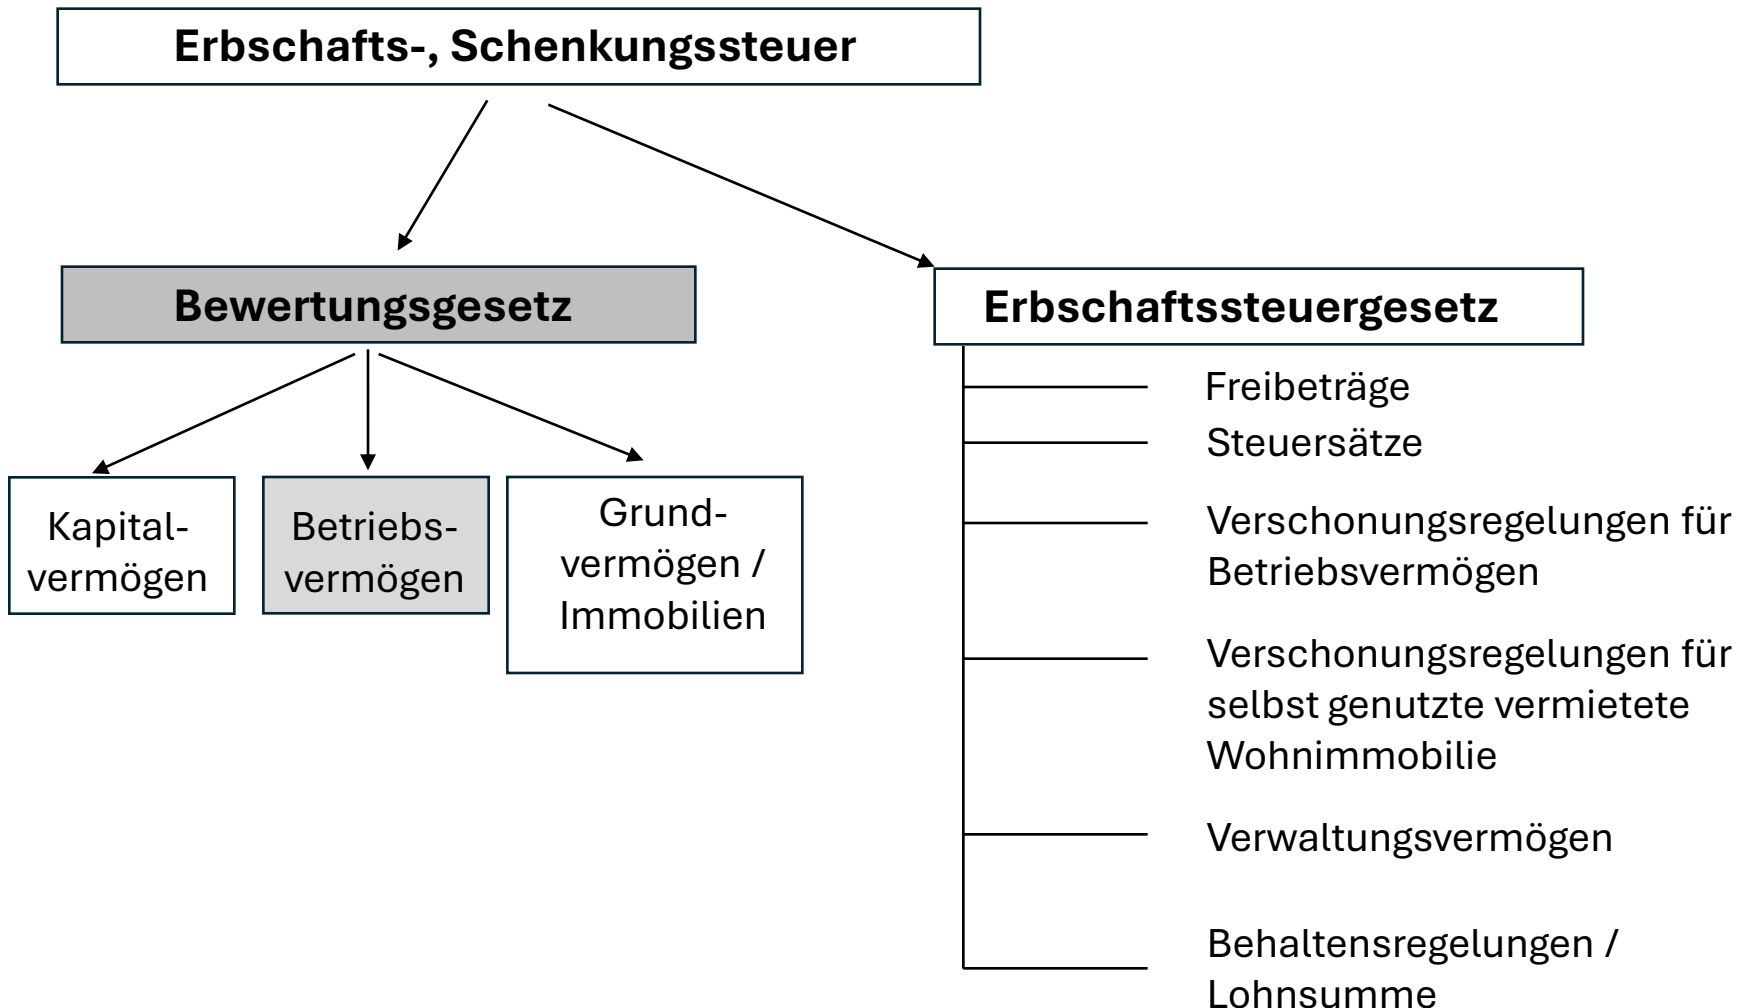 Erbschafts-, Schenkungssteuer
Bewertungsgesetz
Kapital-
vermögen
Betriebs-
vermögen
Grund-
vermögen /
Immobilien
Erbschaftssteuergesetz
Freibeträge
Steuersätze
Verschonungsregelungen für
Betriebsvermögen
Verschonungsregelungen für
selbst genutzte vermietete
Wohnimmobilie
Verwaltungsvermögen
Behaltensregelungen /
Lohnsumme